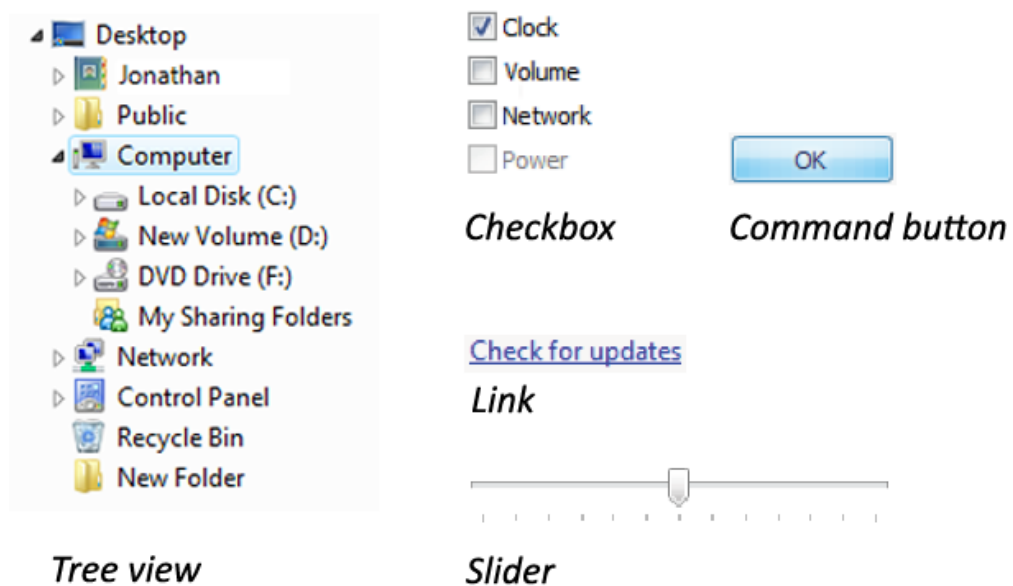 Desktop
Jonathan
Public
Computer
Local Disk (C:)
New Volume (D:)
DVD Drive (F:)
My Sharing Folders
Network
Control Panel
Recycle Bin
New Folder
Tree view
Clock
Volume
Network
Power
Checkbox
OK
Command button
Check for updates
Link
Slider